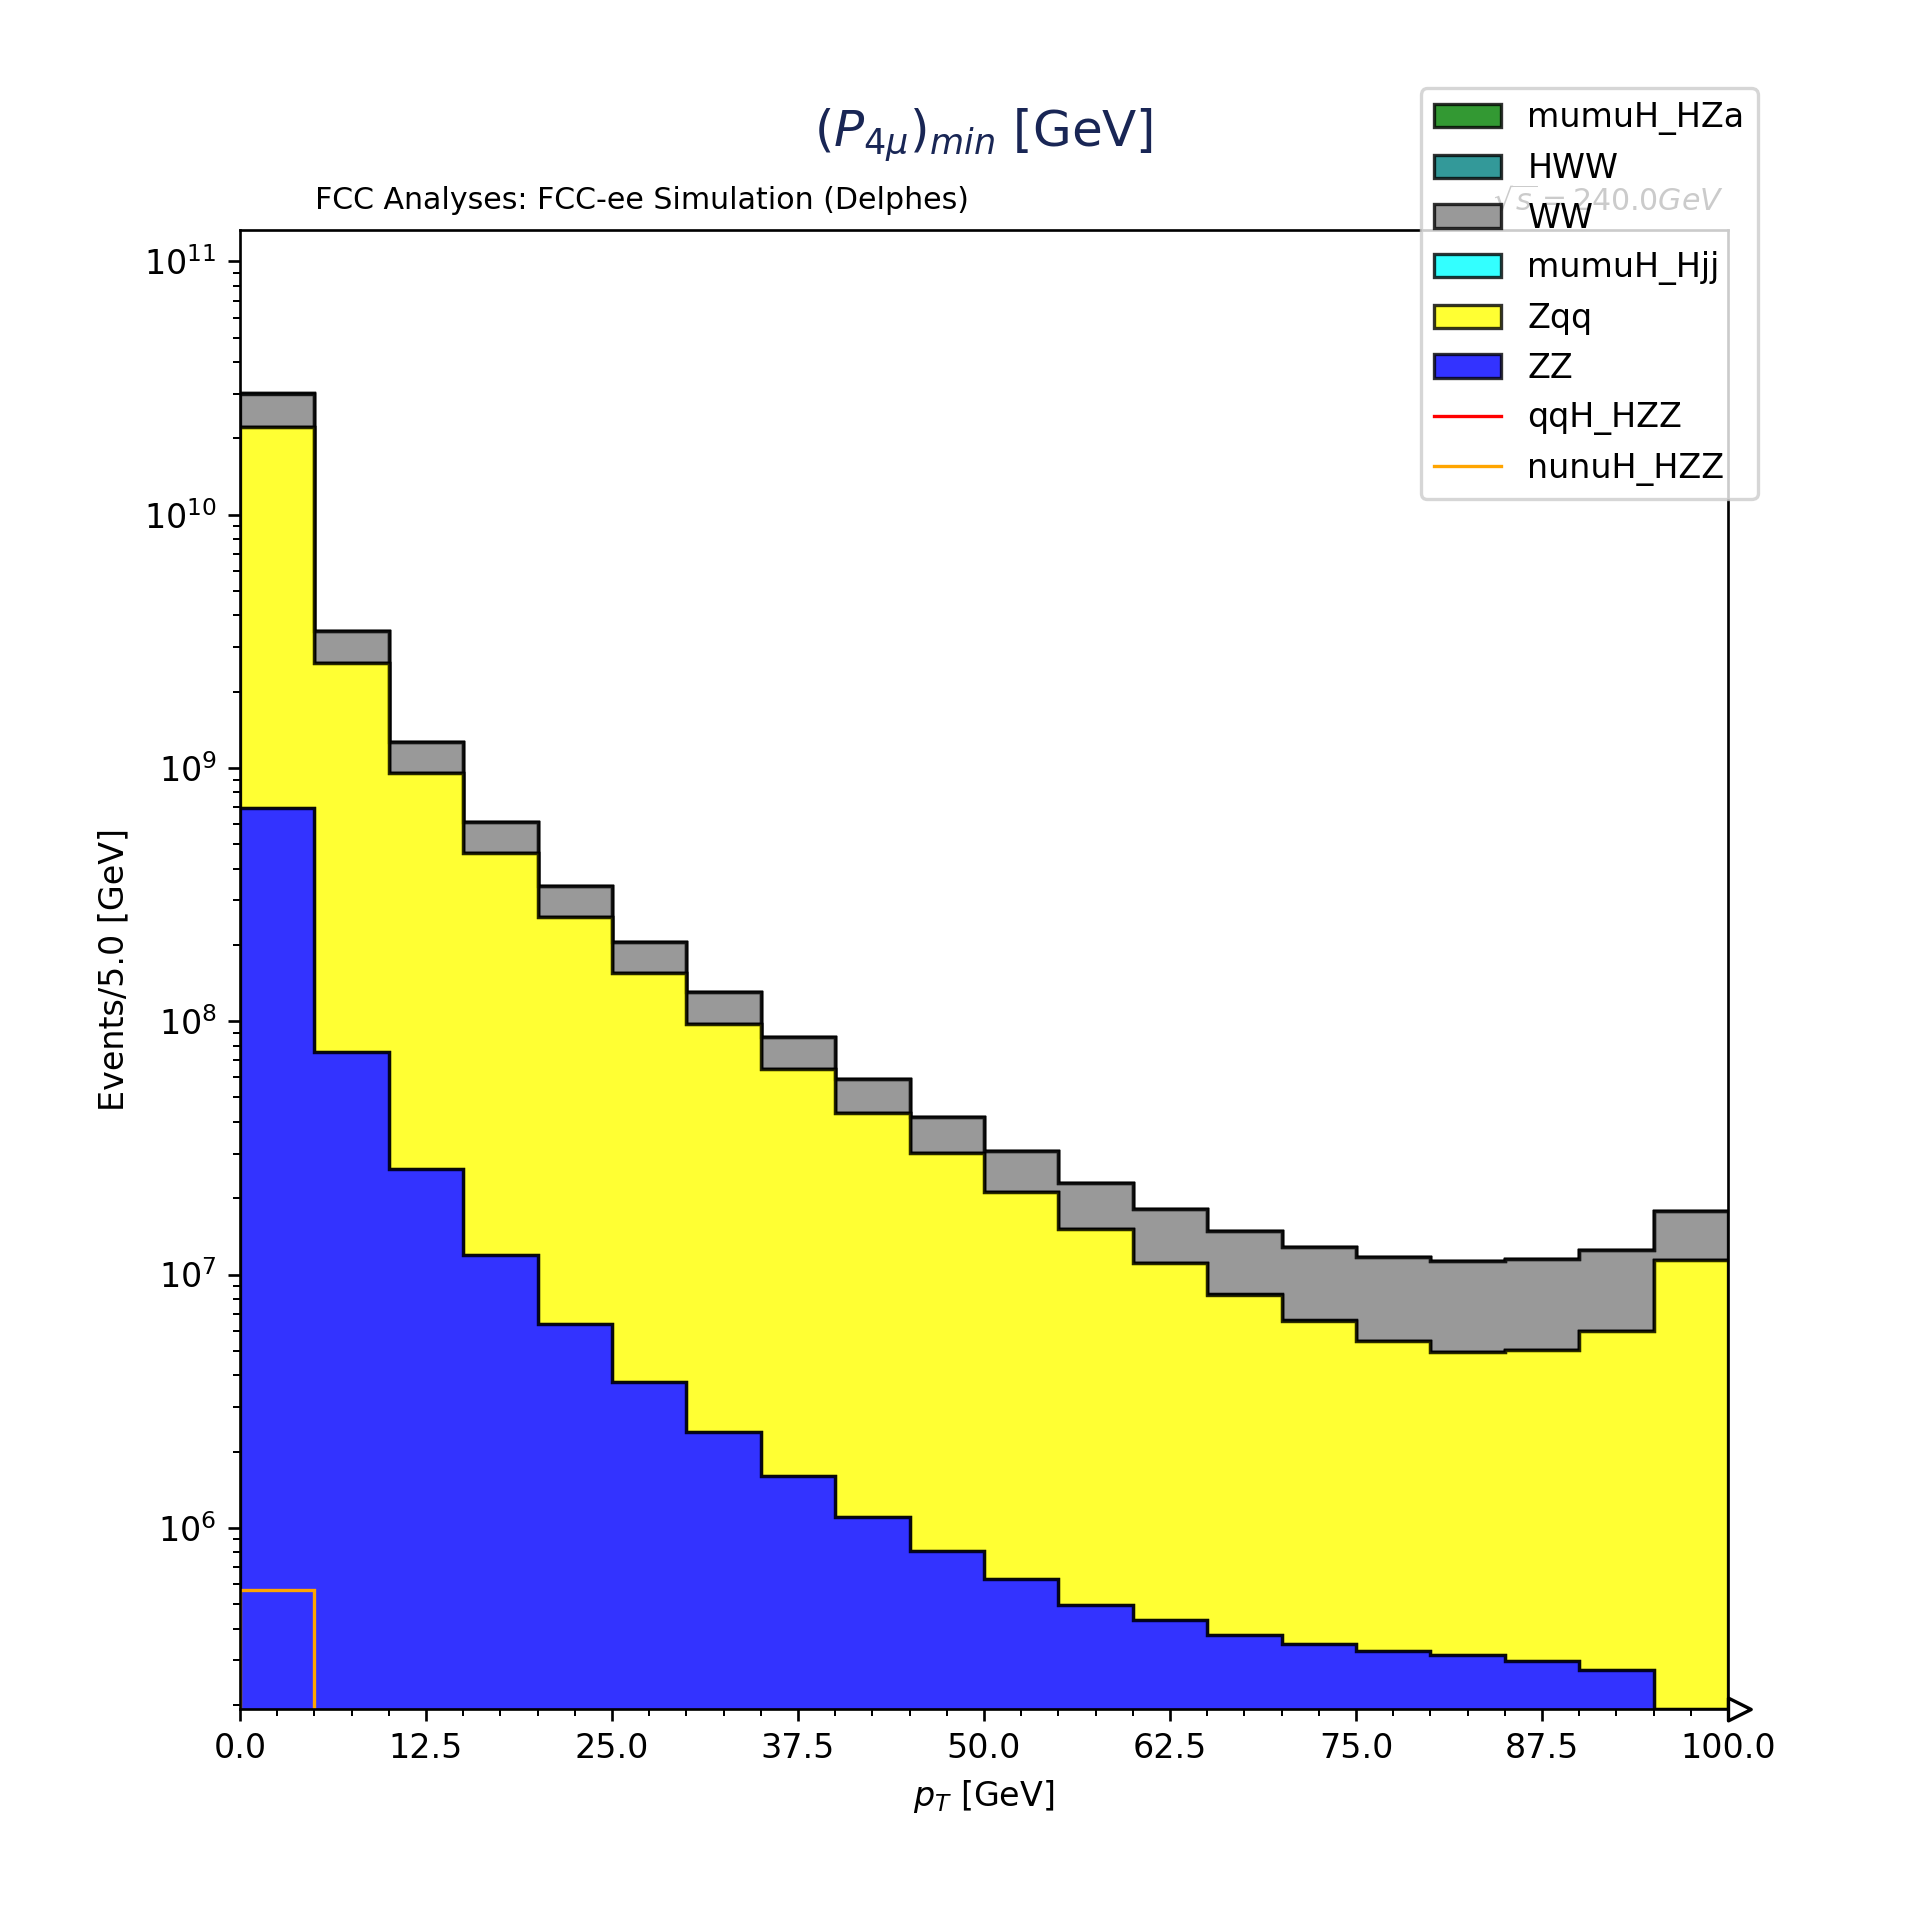 (P4μ)min [GeV]
FCC Analyses: FCC-ee Simulation (Delphes)
√s = 240.0GeV
mumuH_HZa
HWW
WW
mumuH_Hjj
Zqq
ZZ
qqH_HZZ
nunuH_HZZ
10^11
10^10
10^9
10^8
10^7
10^6
Events/5.0 [GeV]
0.0 12.5 25.0 37.5 50.0 62.5 75.0 87.5 100.0
pT [GeV]